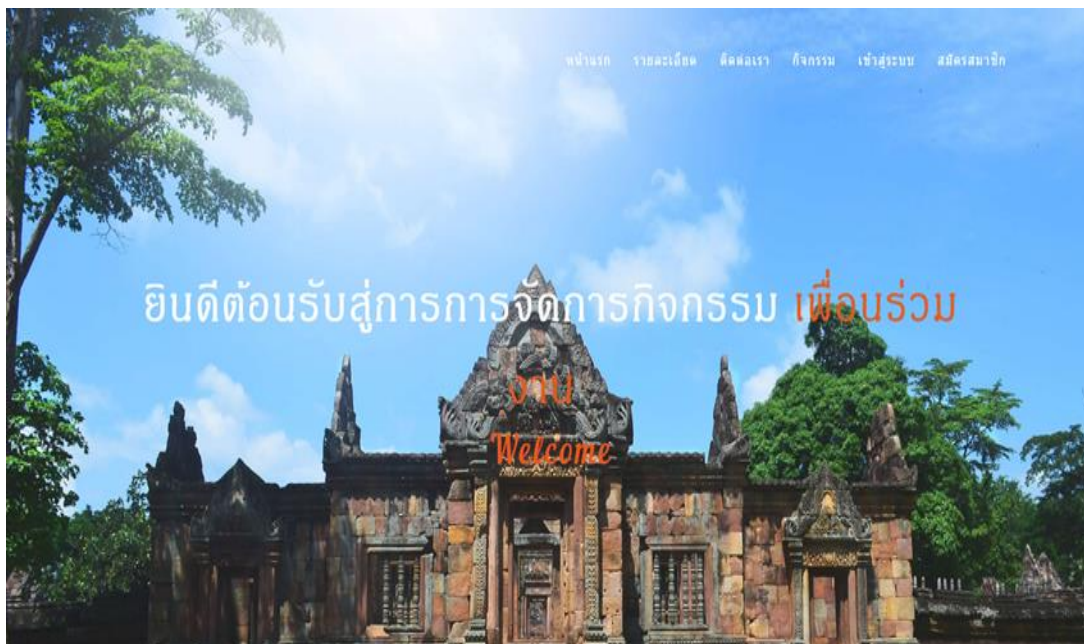 หน้าแรก รายละเอียด ติดต่อเรา กิจกรรม เข้าสู่ระบบ สมัครสมาชิก
ยินดีต้อนรับสู่การการจัดการกิจกรรม เพื่อนร่วม
งาน
Welcome